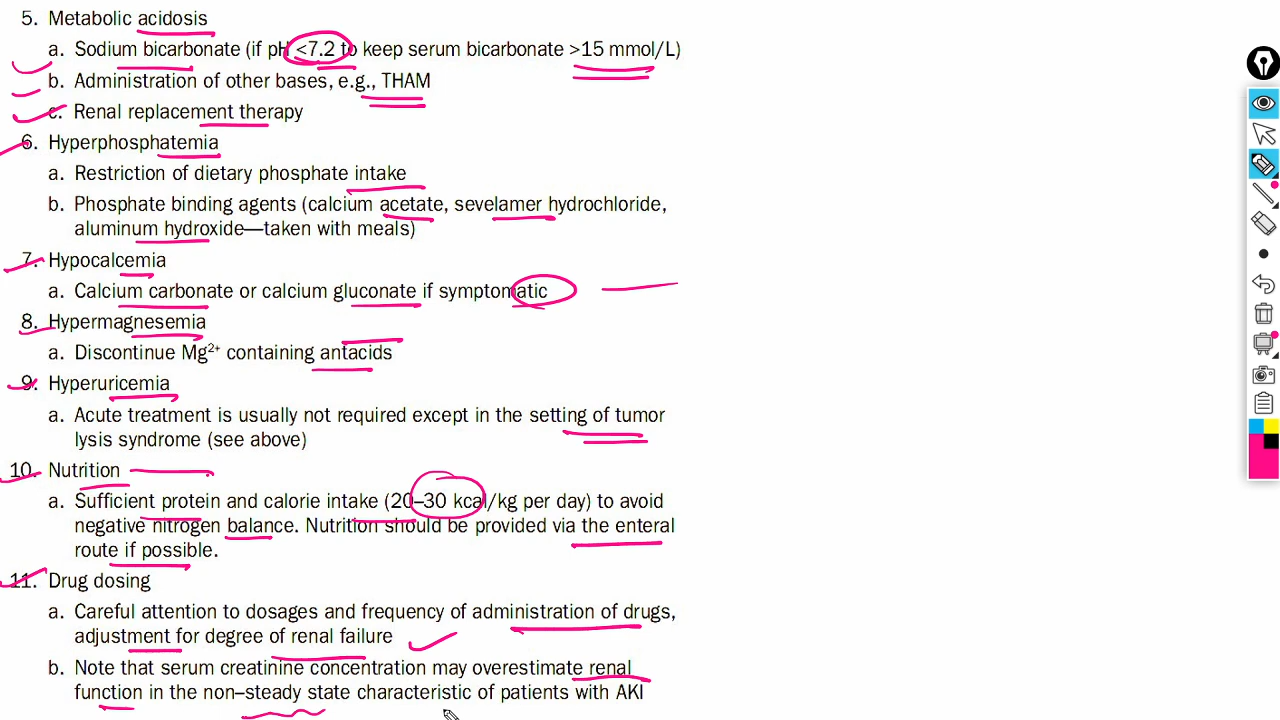 5. Metabolic acidosis
a. Sodium bicarbonate (if pH <7.2 to keep serum bicarbonate >15 mmol/L)
b. Administration of other bases, e.g., THAM
c. Renal replacement therapy
6. Hyperphosphatemia
a. Restriction of dietary phosphate intake
b. Phosphate binding agents (calcium acetate, sevelamer hydrochloride,
aluminum hydroxide—taken with meals)
7. Hypocalcemia
a. Calcium carbonate or calcium gluconate if symptomatic
8. Hypermagnesemia
a. Discontinue Mg²⁺ containing antacids
9. Hyperuricemia
a. Acute treatment is usually not required except in the setting of tumor
lysis syndrome (see above)
10. Nutrition
a. Sufficient protein and calorie intake (20–30 kcal/kg per day) to avoid
negative nitrogen balance. Nutrition should be provided via the enteral
route if possible.
11. Drug dosing
a. Careful attention to dosages and frequency of administration of drugs,
adjustment for degree of renal failure
b. Note that serum creatinine concentration may overestimate renal
function in the non–steady state characteristic of patients with AKI